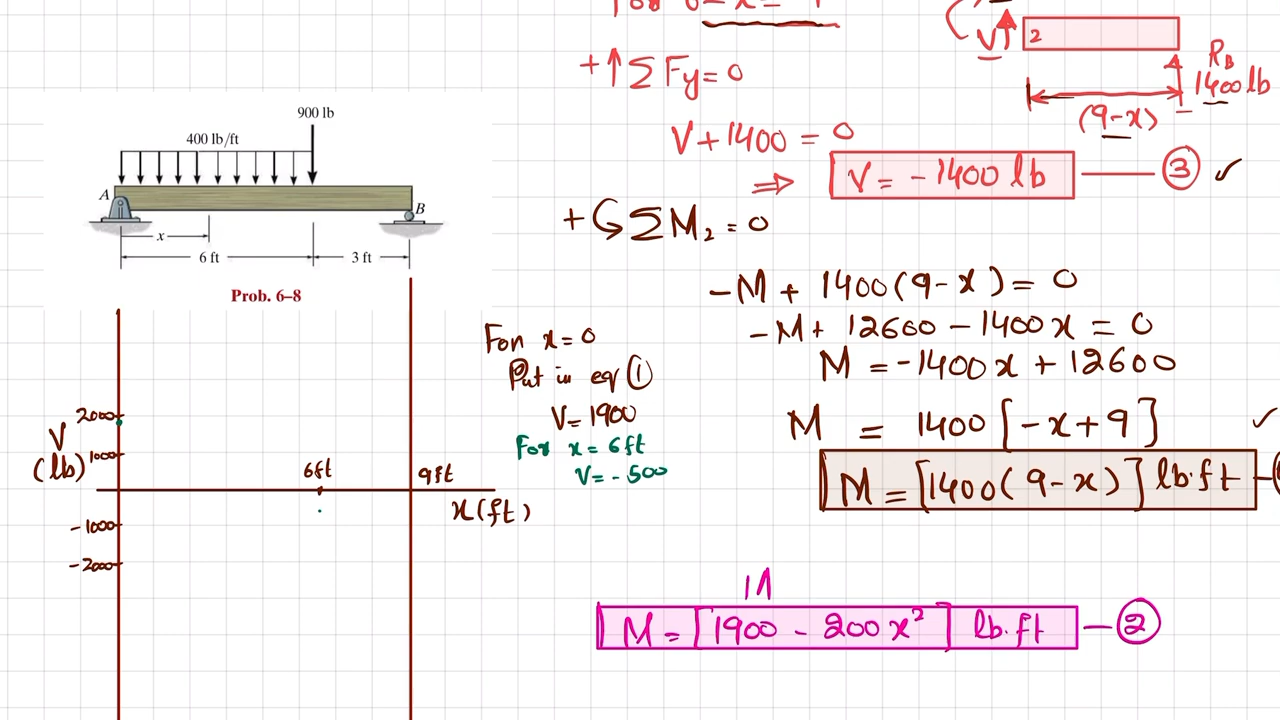 900 lb
400 lb/ft
A
B
x
6 ft
3 ft
Prob. 6–8
V
(lb)
2000
1000
-1000
-2000
6ft
9ft
x(ft)
For x=0
Put in eq ①
V=1900
For x=6ft
V=-500
+↑ΣFy=0
V+1400=0
⇒ V=-1400 lb —③ ✓
V
2
RB
1400 lb
(9-x)
+↺ΣM₂=0
-M+1400(9-x)=0
-M+12600-1400x=0
M=-1400x+12600
M = 1400[-x+9] ✓
M=[1400(9-x)] lb.ft
M=[1900-200x²] lb.ft —②